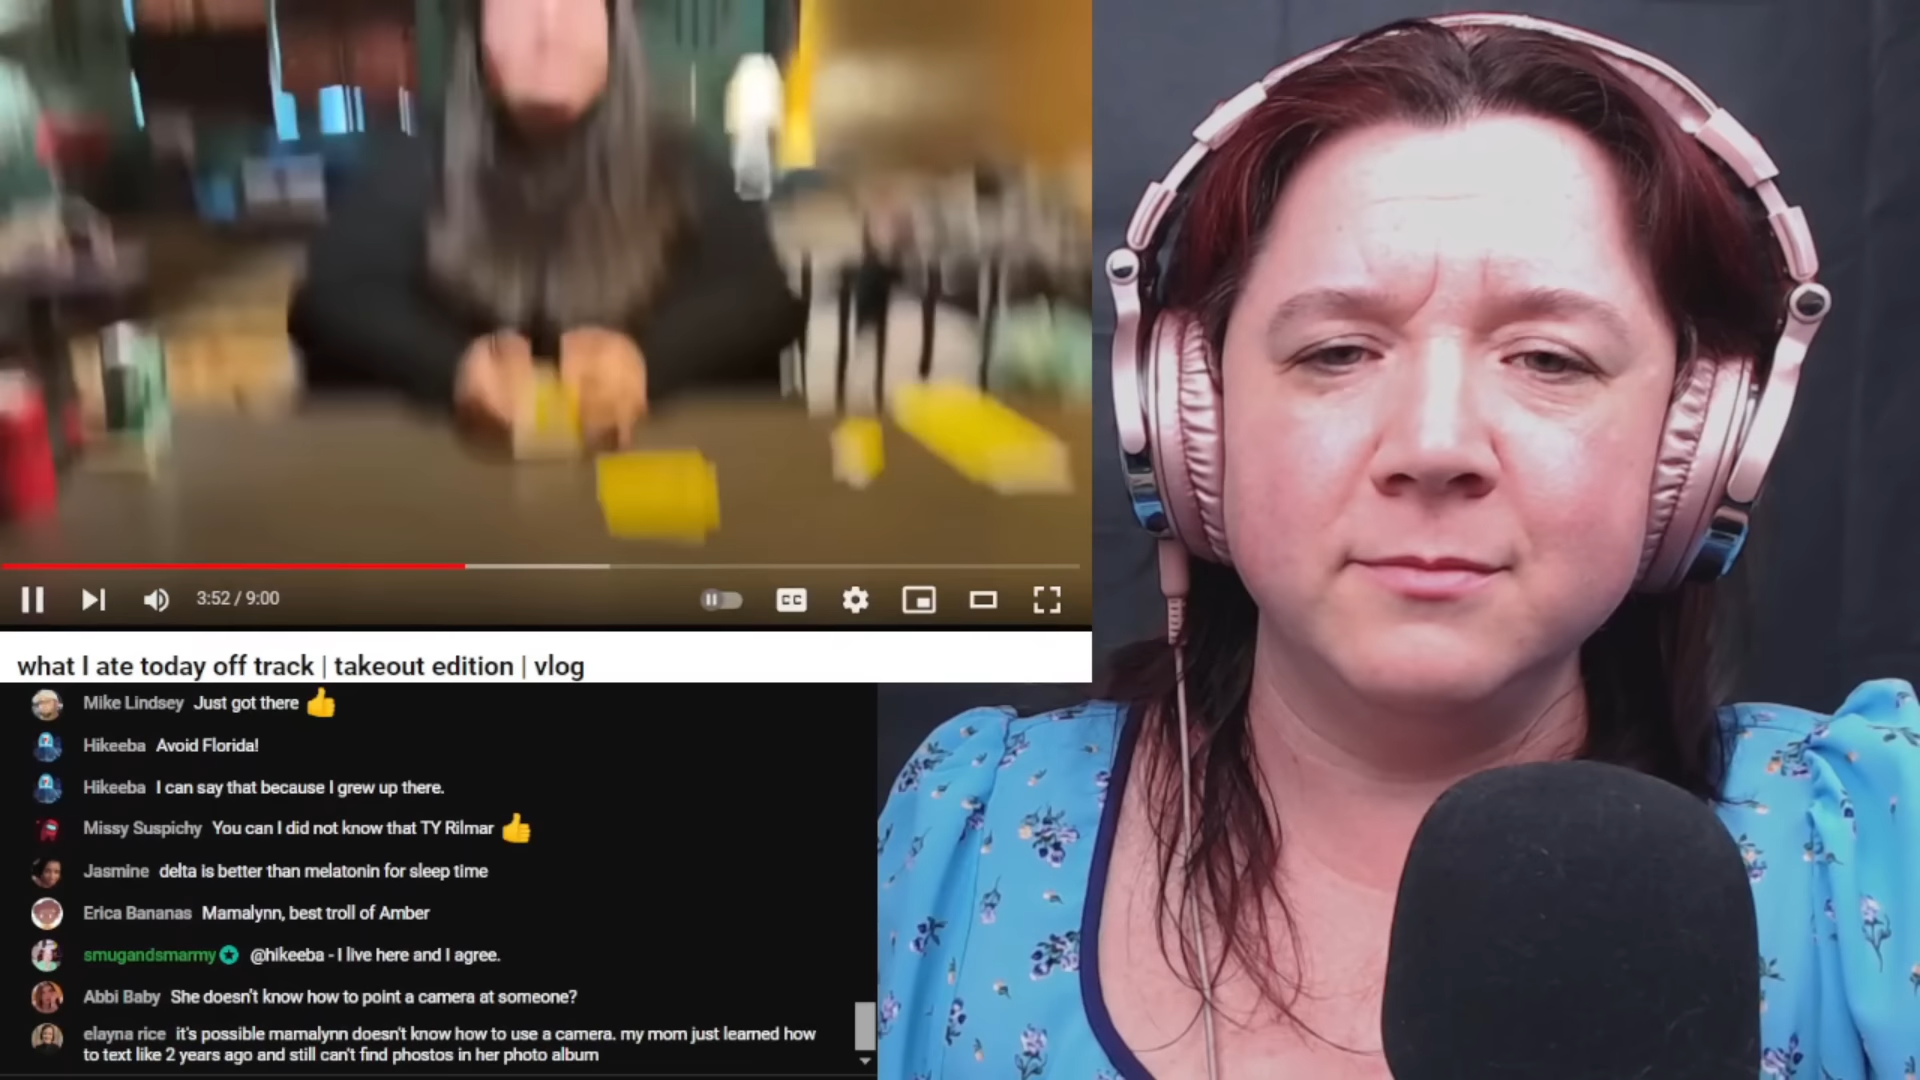 3:52 / 9:00
CC
what I ate today off track | takeout edition | vlog
Mike Lindsey Just got there 👍
Hikeeba Avoid Florida!
Hikeeba I can say that because I grew up there.
Missy Suspichy You can I did not know that TY Rilmar 👍
Jasmine delta is better than melatonin for sleep time
Erica Bananas Mamalynn, best troll of Amber
smugandsmarmy @hikeeba - I live here and I agree.
Abbi Baby She doesn't know how to point a camera at someone?
elayna rice it's possible mamalynn doesn't know how to use a camera. my mom just learned how
to text like 2 years ago and still can't find phostos in her photo album